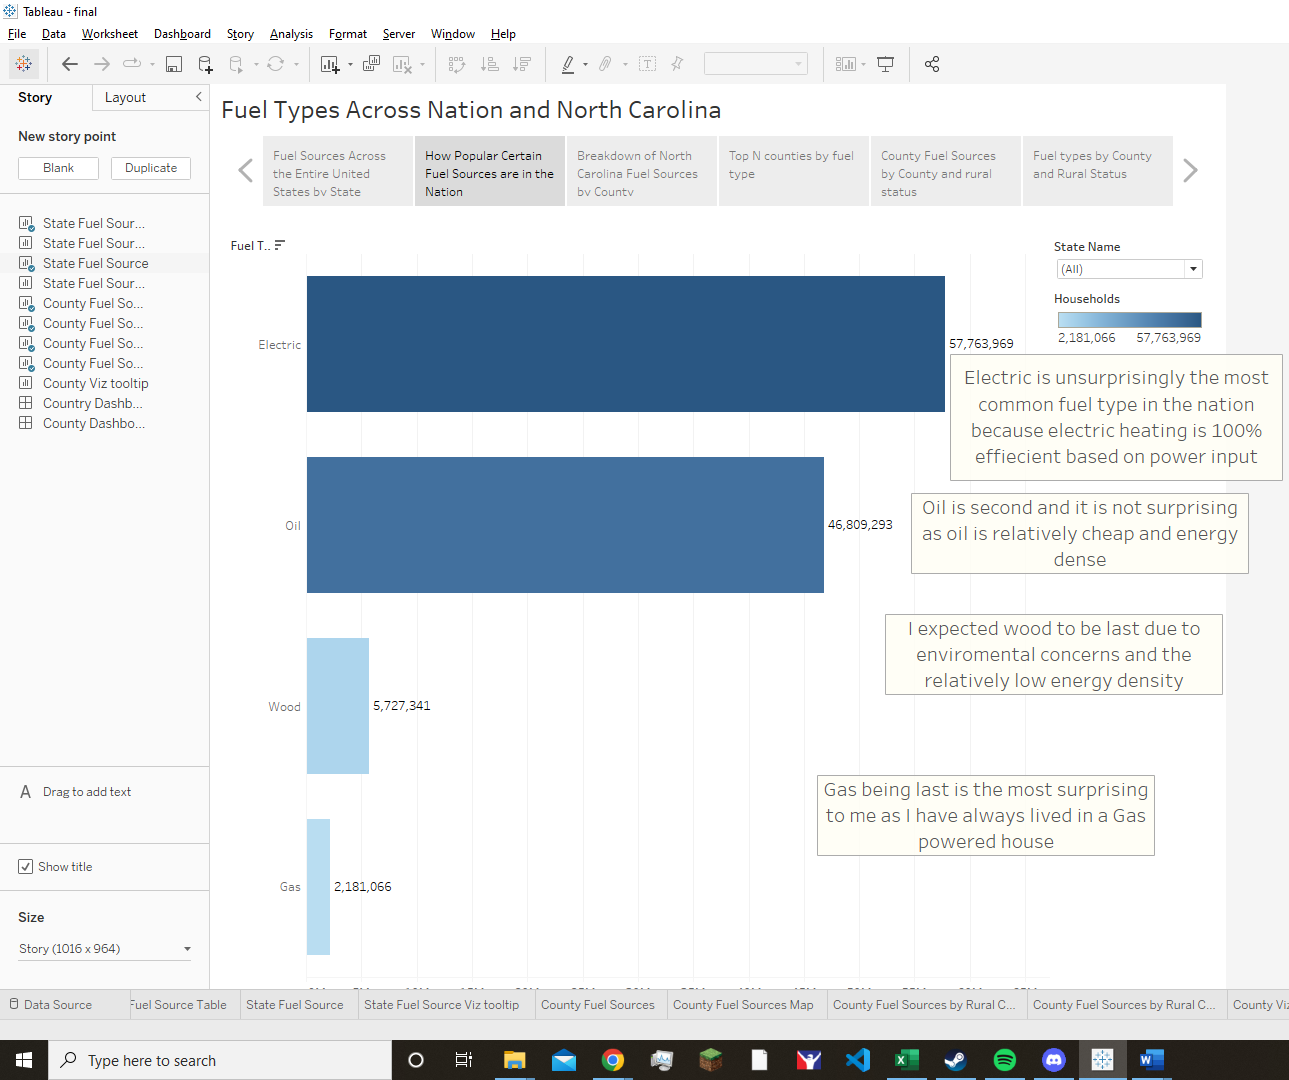 Tableau - final
File Data Worksheet Dashboard Story Analysis Format Server Window Help
Story Layout
New story point
Blank Duplicate
State Fuel Sour...
State Fuel Sour...
State Fuel Source
State Fuel Sour...
County Fuel So...
County Fuel So...
County Fuel So...
County Fuel So...
County Viz tooltip
Country Dashb...
County Dashbo...
A Drag to add text
Show title
Size
Story (1016 x 964)
Fuel Types Across Nation and North Carolina
Fuel Sources Across
the Entire United
States by State
How Popular Certain
Fuel Sources are in the
Nation
Breakdown of North
Carolina Fuel Sources
by County
Top N counties by fuel
type
County Fuel Sources
by County and rural
status
Fuel types by County
and Rural Status
Fuel T..
State Name
(All)
Households
2,181,066 57,763,969
Electric
57,763,969
Electric is unsurprisingly the most
common fuel type in the nation
because electric heating is 100%
effiecient based on power input
Oil
46,809,293
Oil is second and it is not surprising
as oil is relatively cheap and energy
dense
Wood
5,727,341
I expected wood to be last due to
enviromental concerns and the
relatively low energy density
Gas
2,181,066
Gas being last is the most surprising
to me as I have always lived in a Gas
powered house
Data Source Fuel Source Table State Fuel Source State Fuel Source Viz tooltip County Fuel Sources County Fuel Sources Map County Fuel Sources by Rural C... County Fuel Sources by Rural C... County Viz
Type here to search